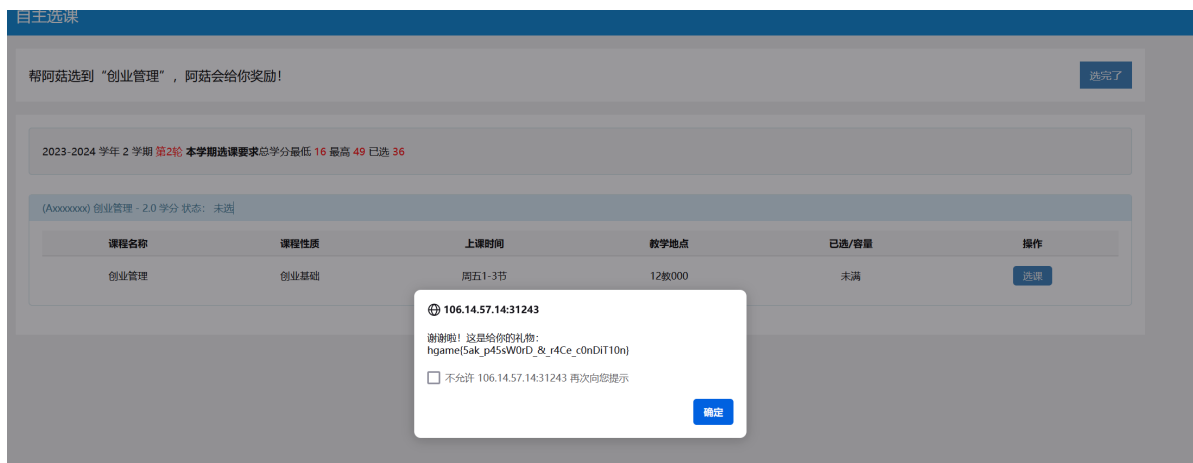 自主选课
帮阿菇选到“创业管理”，阿菇会给你奖励！
选完了
2023-2024 学年 2 学期 第2轮 本学期选课要求总学分最低 16 最高 49 已选 36
(Axxxxxxx) 创业管理 - 2.0 学分 状态： 未选
课程名称 课程性质 上课时间 教学地点 已选/容量 操作
创业管理 创业基础 周五1-3节 12教000 未满 选课
106.14.57.14:31243
谢谢啦！这是给你的礼物：
hgame{5ak_p45sW0rD_&_r4Ce_c0nDiT10n}
不允许 106.14.57.14:31243 再次向您提示
确定